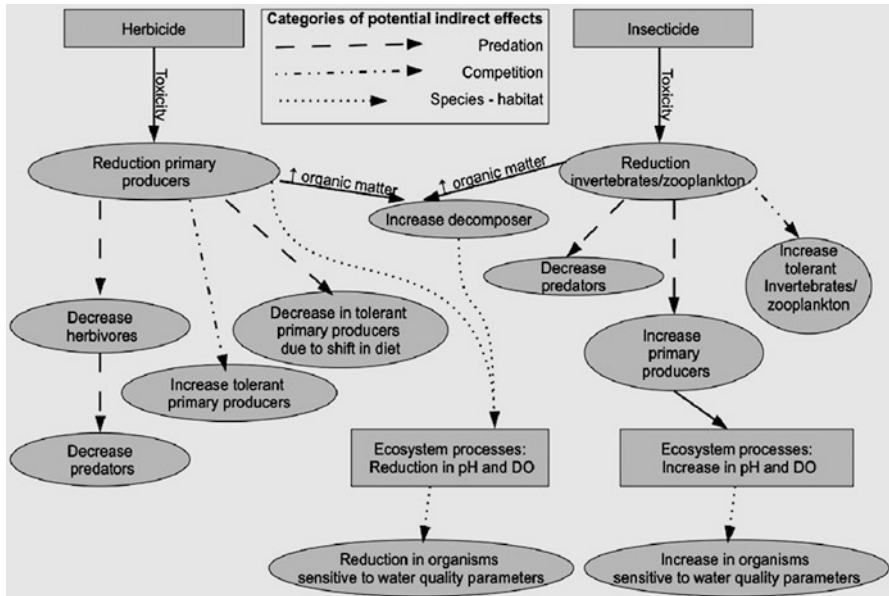 Herbicide
Categories of potential indirect effects
Predation
Competition
Species - habitat
Insecticide
Toxicity
Toxicity
Reduction primary
producers
↑ organic matter
↑ organic matter
Reduction
invertebrates/zooplankton
Increase decomposer
Decrease
predators
Increase
tolerant
Invertebrates/
zooplankton
Decrease
herbivores
Decrease in tolerant
primary producers
due to shift in diet
Increase
primary
producers
Increase tolerant
primary producers
Decrease
predators
Ecosystem processes:
Reduction in pH and DO
Ecosystem processes:
Increase in pH and DO
Reduction in organisms
sensitive to water quality parameters
Increase in organisms
sensitive to water quality parameters